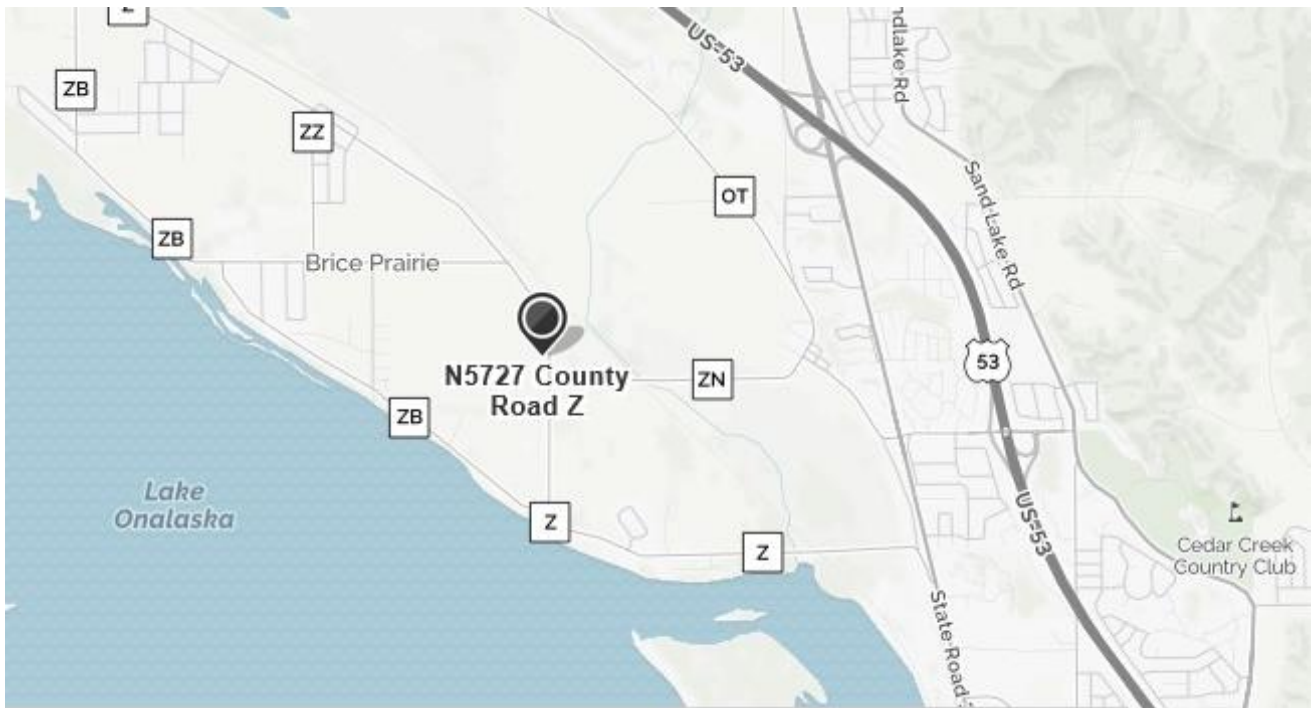 Z
US-53
ndlake Rd
ZB
ZZ
OT
Sand Lake Rd
ZB
Brice Prairie
53
N5727 County
Road Z
ZN
ZB
Lake
Onalaska
Z
US-53
Z
Cedar Creek
Country Club
State Road